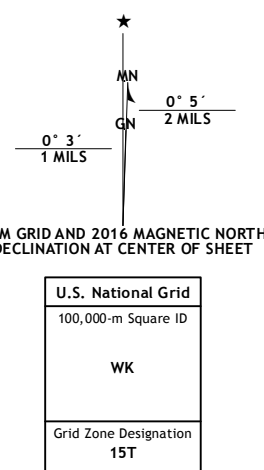 ★
MN
0° 5´
2 MILS
GN
0° 3´
1 MILS
M GRID AND 2016 MAGNETIC NORTH
DECLINATION AT CENTER OF SHEET
U.S. National Grid
100,000-m Square ID
WK
Grid Zone Designation
15T